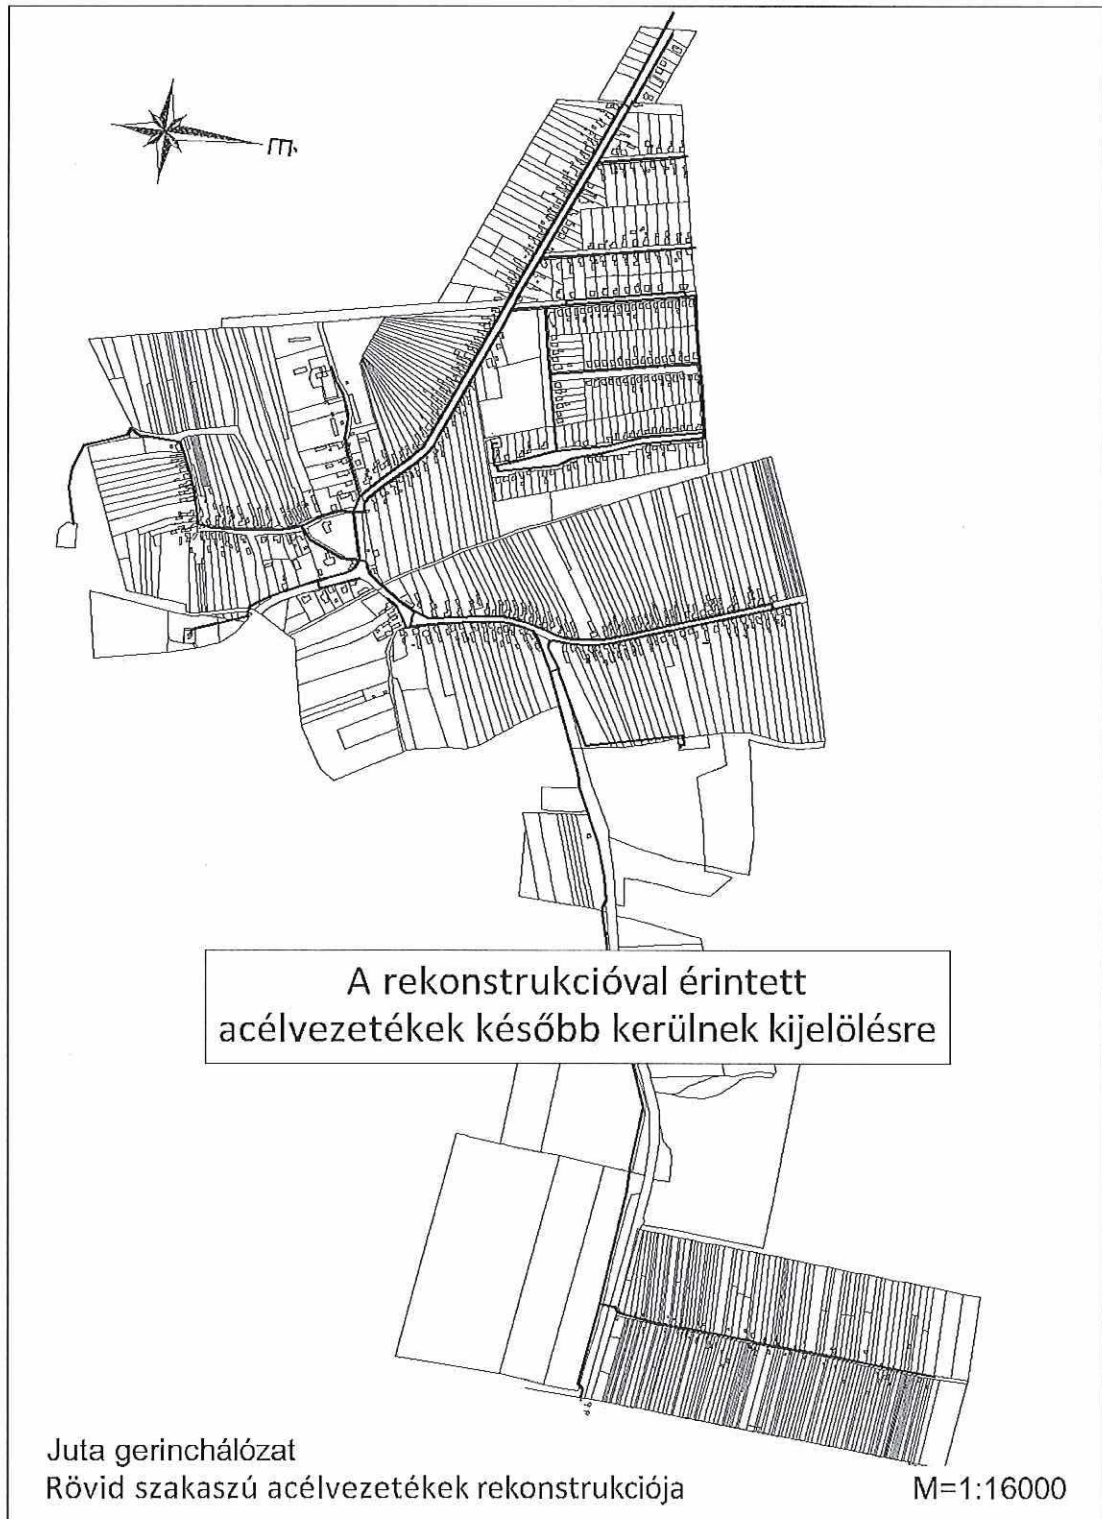 É
A rekonstrukcióval érintett
acélvezetékek később kerülnek kijelölésre
Juta gerinchálózat
Rövid szakaszú acélvezetékek rekonstrukciója
M=1:16000